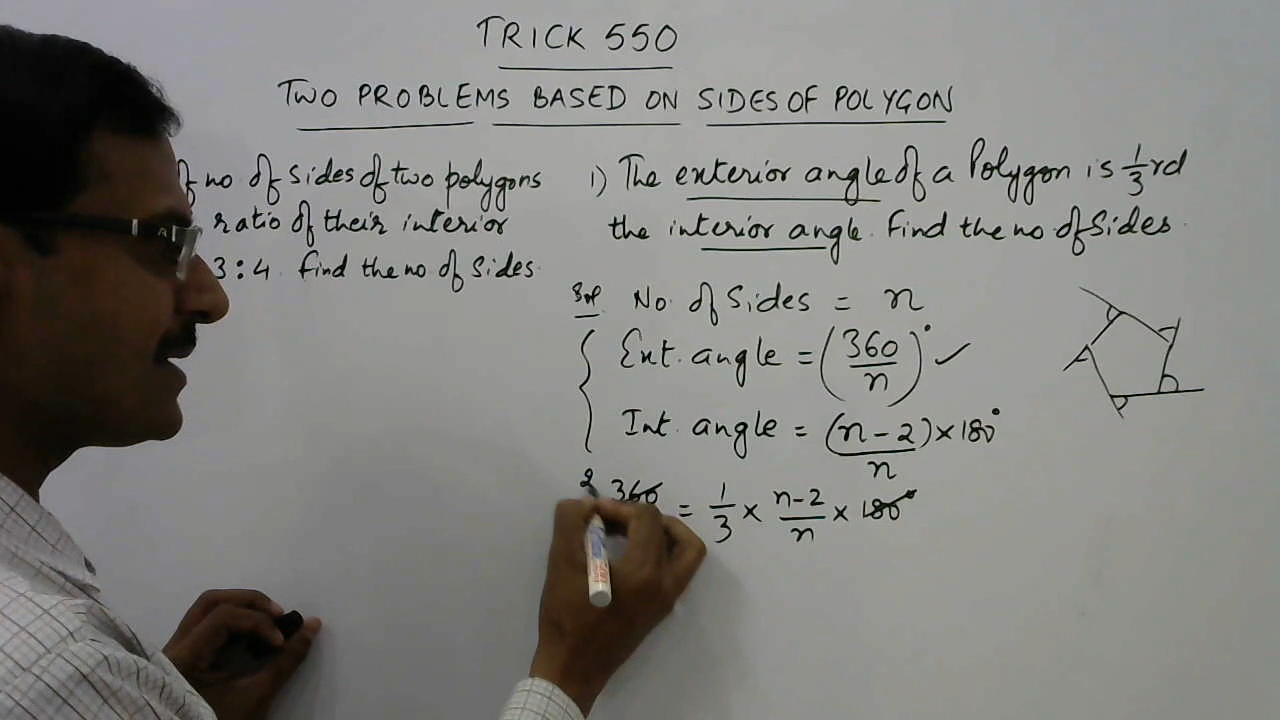 TRICK 550
TWO PROBLEMS BASED ON SIDES OF POLYGON
no of sides of two polygons
ratio of their interior
3:4. find the no of sides.
1) The exterior angle of a Polygon is 1/3 rd
the interior angle. Find the no of Sides.
Sol No. of Sides = n
Ext. angle = (360/n)° ✓
Int. angle = (n-2)×180°/n
2 360 = 1/3 × n-2/n × 180°